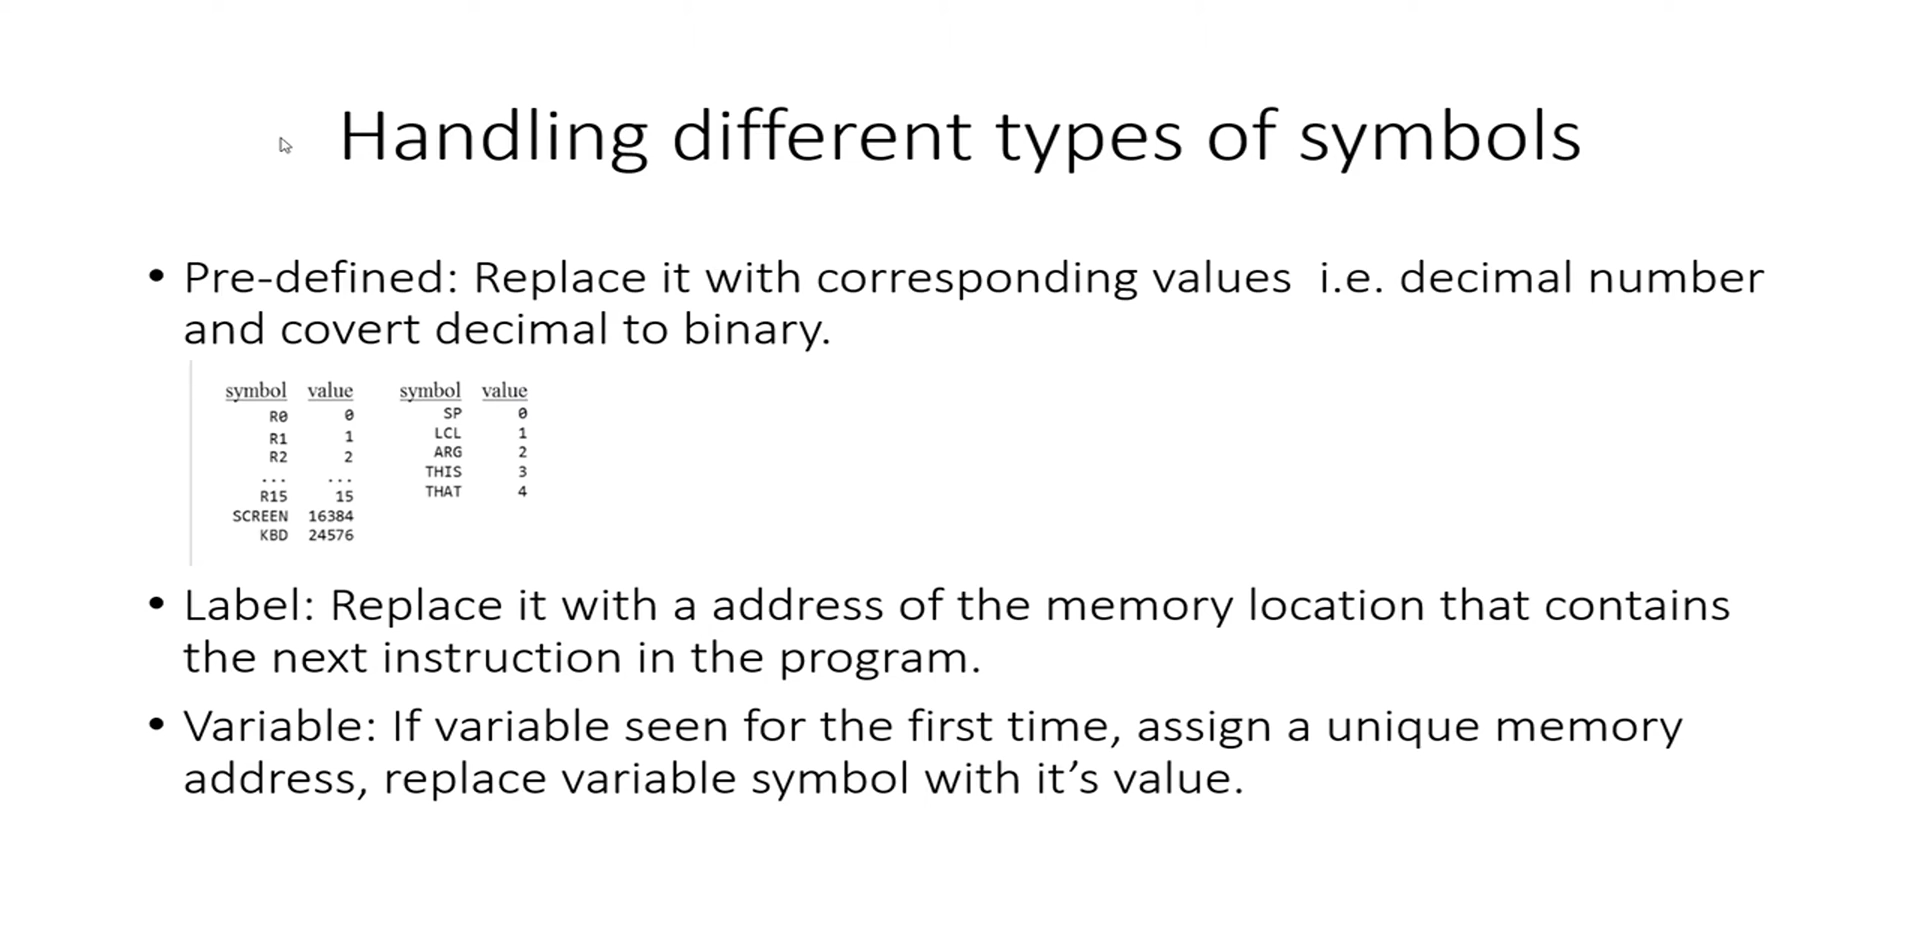 Handling different types of symbols
• Pre-defined: Replace it with corresponding values i.e. decimal number
and covert decimal to binary.
symbol value symbol value
R0 0 SP 0
R1 1 LCL 1
R2 2 ARG 2
... ... THIS 3
R15 15 THAT 4
SCREEN 16384
KBD 24576
• Label: Replace it with a address of the memory location that contains
the next instruction in the program.
• Variable: If variable seen for the first time, assign a unique memory
address, replace variable symbol with it’s value.